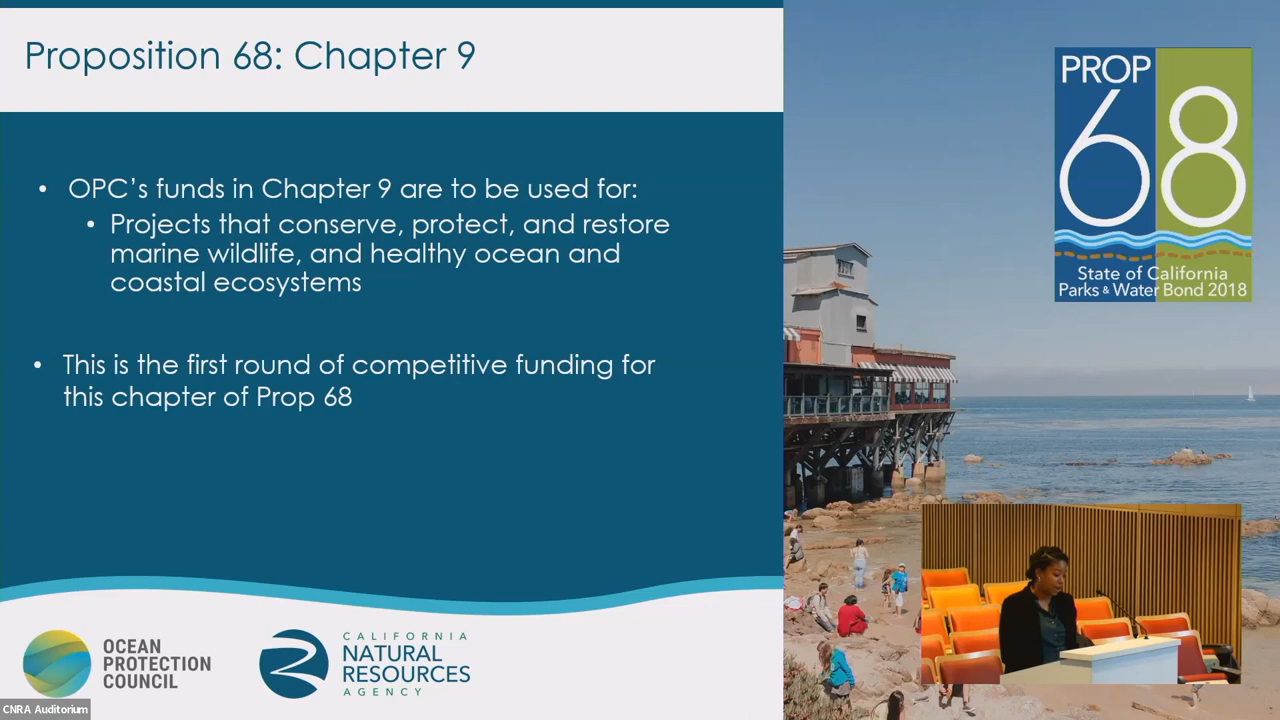 Proposition 68: Chapter 9
• OPC's funds in Chapter 9 are to be used for:
• Projects that conserve, protect, and restore
marine wildlife, and healthy ocean and
coastal ecosystems
• This is the first round of competitive funding for
this chapter of Prop 68
PROP
68
State of California
Parks & Water Bond 2018
OCEAN
PROTECTION
COUNCIL
CALIFORNIA
NATURAL
RESOURCES
AGENCY
CNRA Auditorium